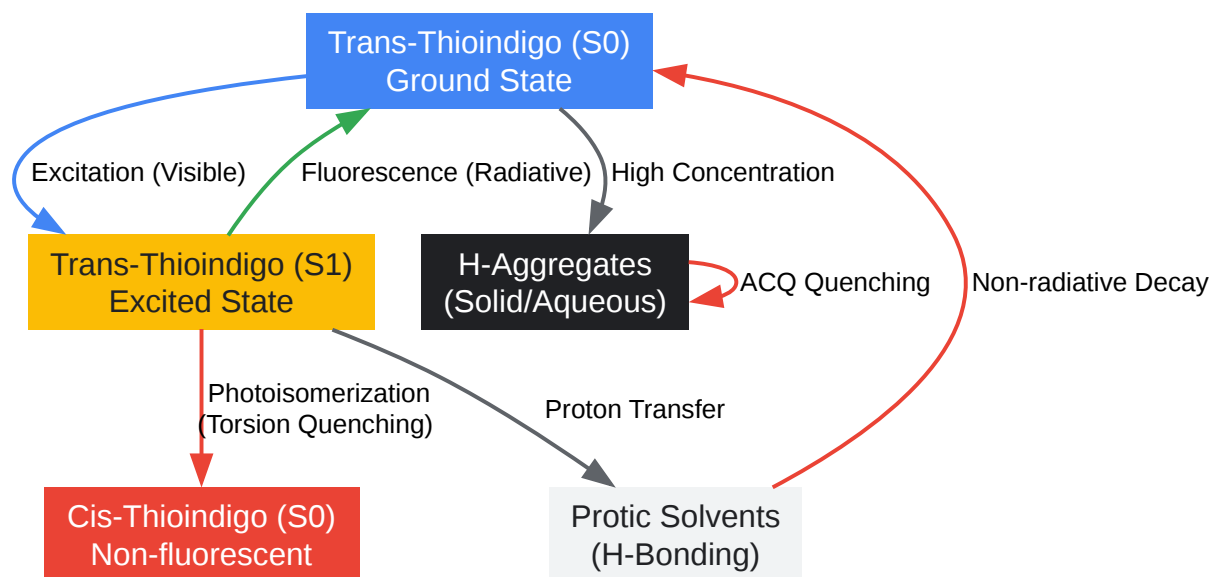 Trans-Thioindigo (S0)
Ground State
Excitation (Visible)
Fluorescence (Radiative)
High Concentration
Trans-Thioindigo (S1)
Excited State
H-Aggregates
(Solid/Aqueous)
ACQ Quenching
Non-radiative Decay
Photoisomerization
(Torsion Quenching)
Proton Transfer
Cis-Thioindigo (S0)
Non-fluorescent
Protic Solvents
(H-Bonding)